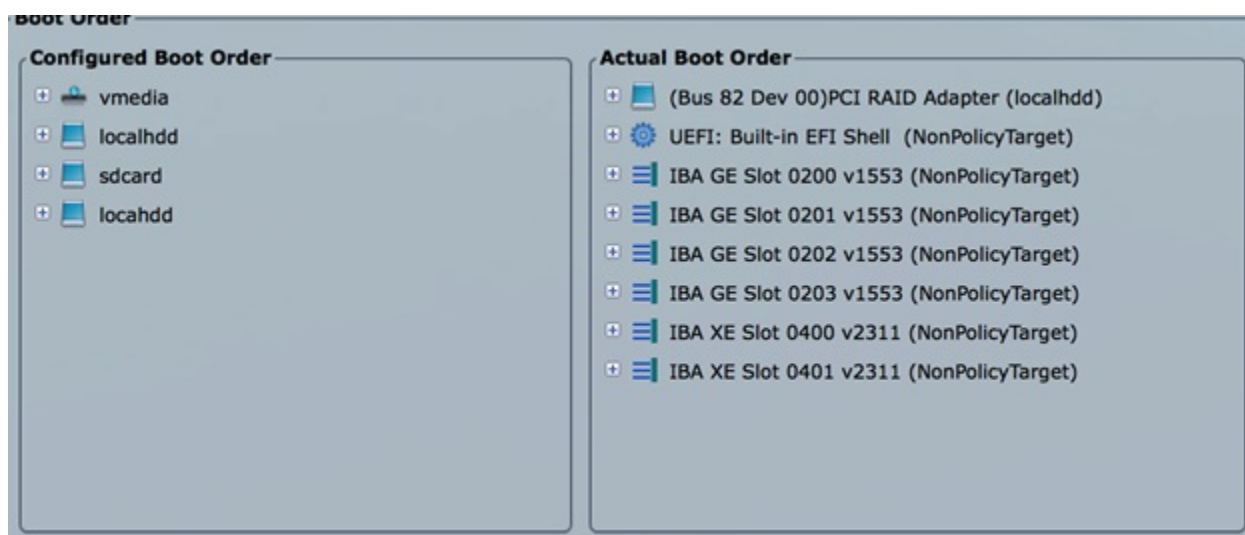 Boot Order
Configured Boot Order
vmedia
localhdd
sdcard
locahdd
Actual Boot Order
(Bus 82 Dev 00)PCI RAID Adapter (localhdd)
UEFI: Built-in EFI Shell (NonPolicyTarget)
IBA GE Slot 0200 v1553 (NonPolicyTarget)
IBA GE Slot 0201 v1553 (NonPolicyTarget)
IBA GE Slot 0202 v1553 (NonPolicyTarget)
IBA GE Slot 0203 v1553 (NonPolicyTarget)
IBA XE Slot 0400 v2311 (NonPolicyTarget)
IBA XE Slot 0401 v2311 (NonPolicyTarget)